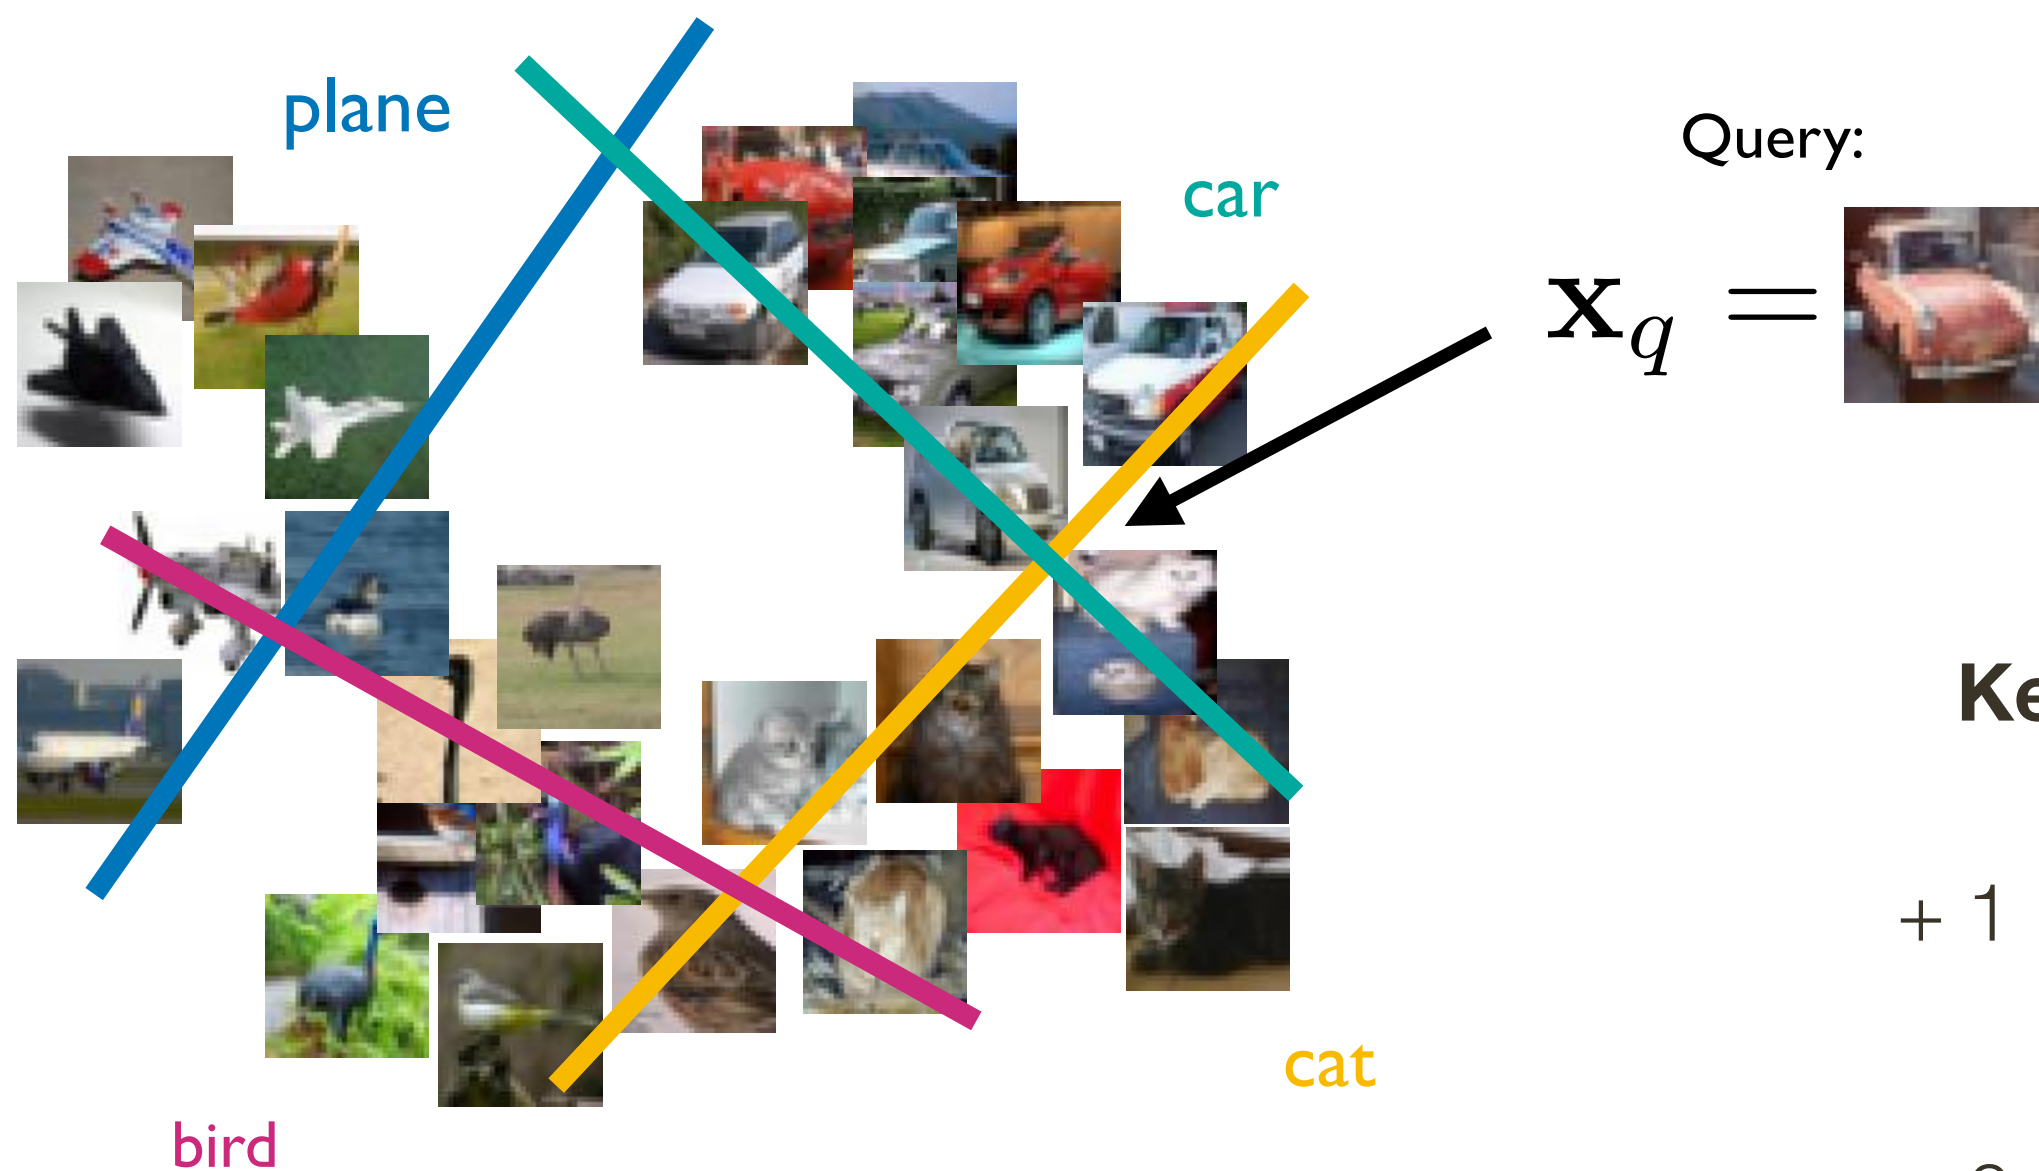 plane
car
Query:
x_q =
Ke
+ 1
cat
bird